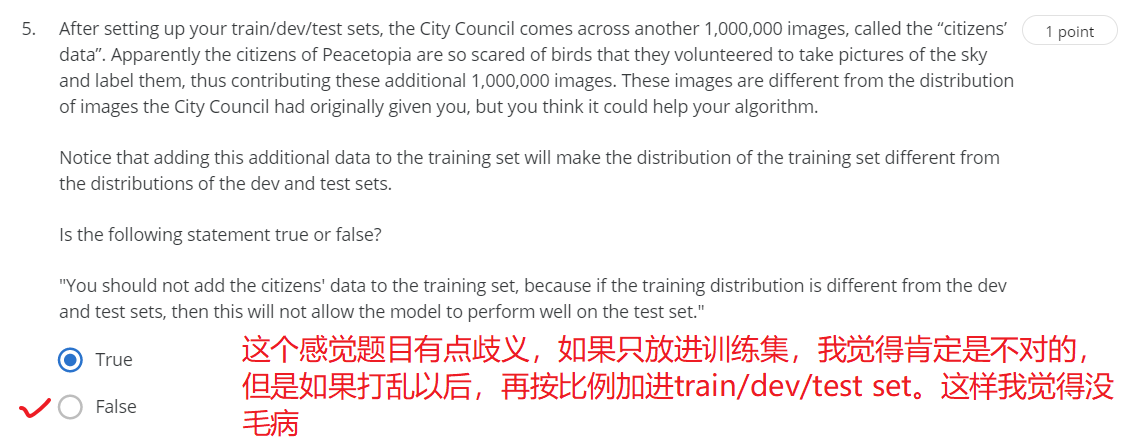 5. After setting up your train/dev/test sets, the City Council comes across another 1,000,000 images, called the “citizens’ 1 point
data”. Apparently the citizens of Peacetopia are so scared of birds that they volunteered to take pictures of the sky
and label them, thus contributing these additional 1,000,000 images. These images are different from the distribution
of images the City Council had originally given you, but you think it could help your algorithm.
Notice that adding this additional data to the training set will make the distribution of the training set different from
the distributions of the dev and test sets.
Is the following statement true or false?
"You should not add the citizens' data to the training set, because if the training distribution is different from the dev
and test sets, then this will not allow the model to perform well on the test set."
True
False
这个感觉题目有点歧义，如果只放进训练集，我觉得肯定是不对的，
但是如果打乱以后，再按比例加进train/dev/test set。这样我觉得没
毛病